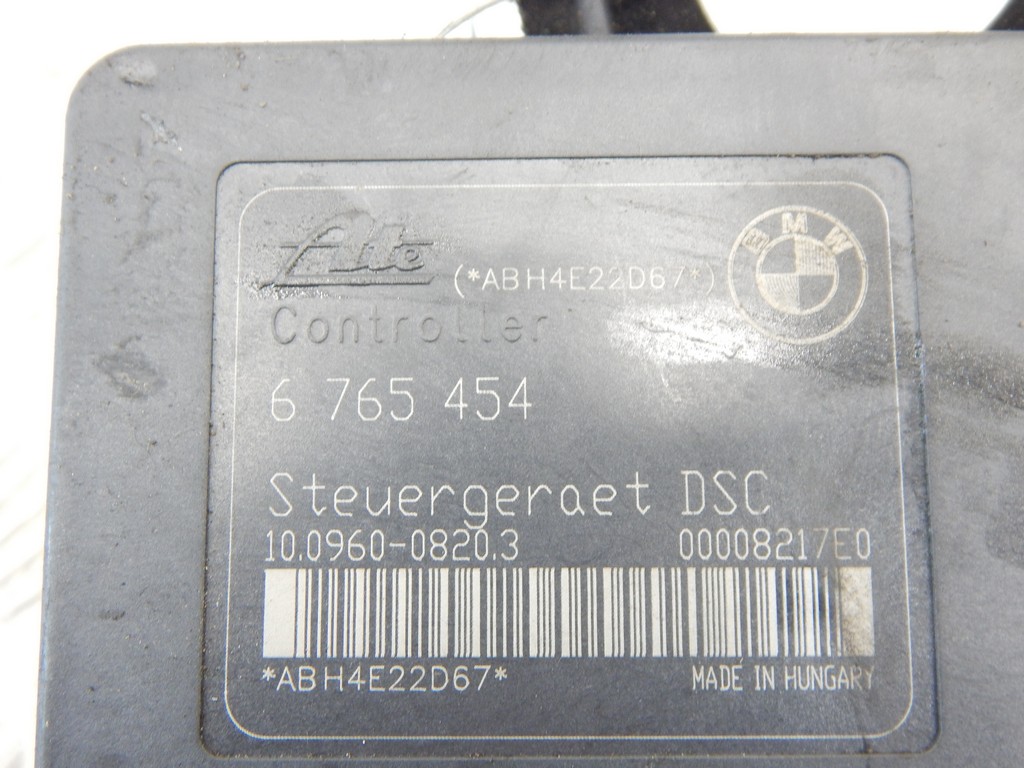 Ate (*ABH4E22D67*) BMW
Controller
6 765 454
Steuergeraet DSC
10.0960-0820.3 00008217E0
*ABH4E22D67* MADE IN HUNGARY